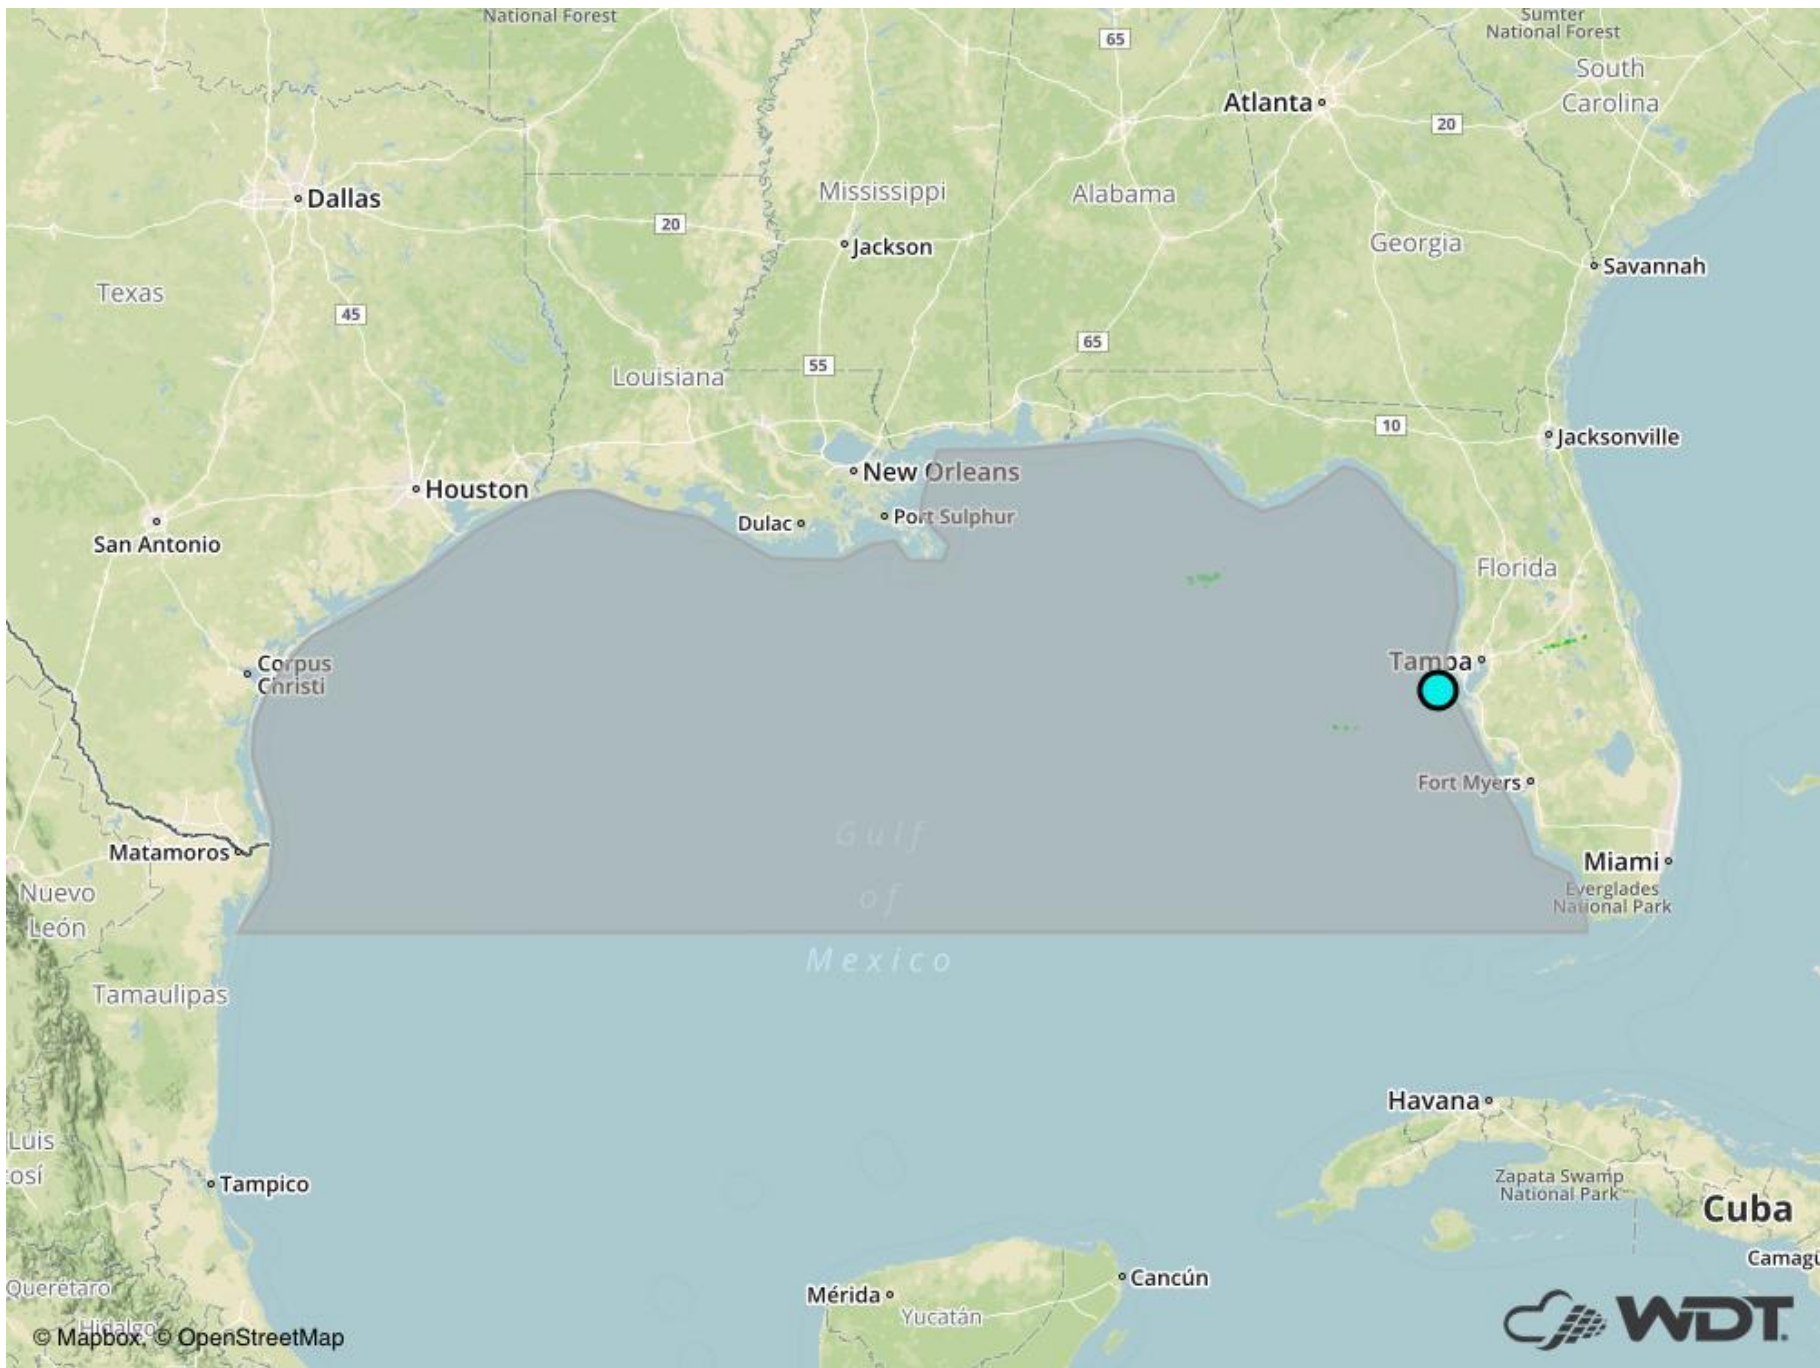 National Forest
Sumter
National Forest
65
South
Carolina
Atlanta
20
Dallas
Mississippi
Alabama
20
Jackson
Georgia
Savannah
Texas
45
65
Louisiana
55
10
Jacksonville
New Orleans
Houston
Dulac
Port Sulphur
San Antonio
Florida
Corpus
Christi
Tampa
Fort Myers
Gulf
of
Mexico
Matamoros
Miami
Everglades
National Park
Nuevo
León
Tamaulipas
Havana
Luis
osí
Zapata Swamp
National Park
Tampico
Cuba
Camagü
Cancún
Mérida
Yucatán
Querétaro
Hidalgo
© Mapbox, © OpenStreetMap
WDT